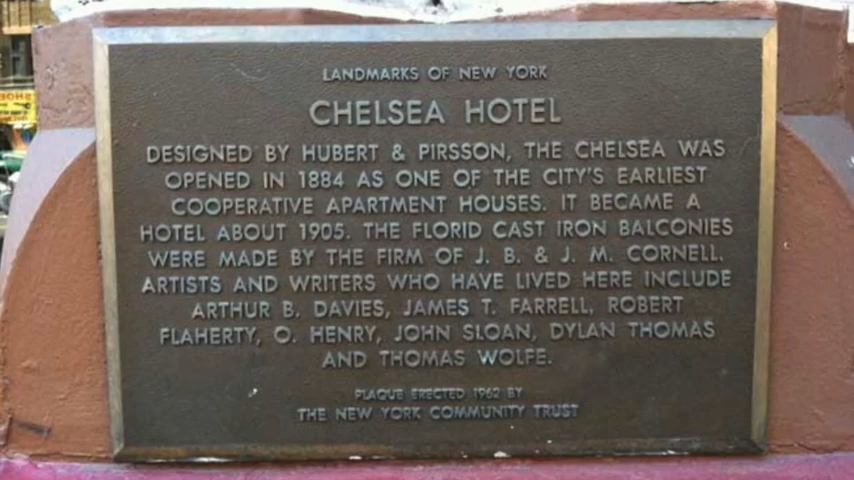 LANDMARKS OF NEW YORK
CHELSEA HOTEL
DESIGNED BY HUBERT & PIRSSON, THE CHELSEA WAS
OPENED IN 1884 AS ONE OF THE CITY'S EARLIEST
COOPERATIVE APARTMENT HOUSES. IT BECAME A
HOTEL ABOUT 1905. THE FLORID CAST IRON BALCONIES
WERE MADE BY THE FIRM OF J. B. & J. M. CORNELL.
ARTISTS AND WRITERS WHO HAVE LIVED HERE INCLUDE
ARTHUR B. DAVIES, JAMES T. FARRELL, ROBERT
FLAHERTY, O. HENRY, JOHN SLOAN, DYLAN THOMAS
AND THOMAS WOLFE.
PLAQUE ERECTED 1962 BY
THE NEW YORK COMMUNITY TRUST